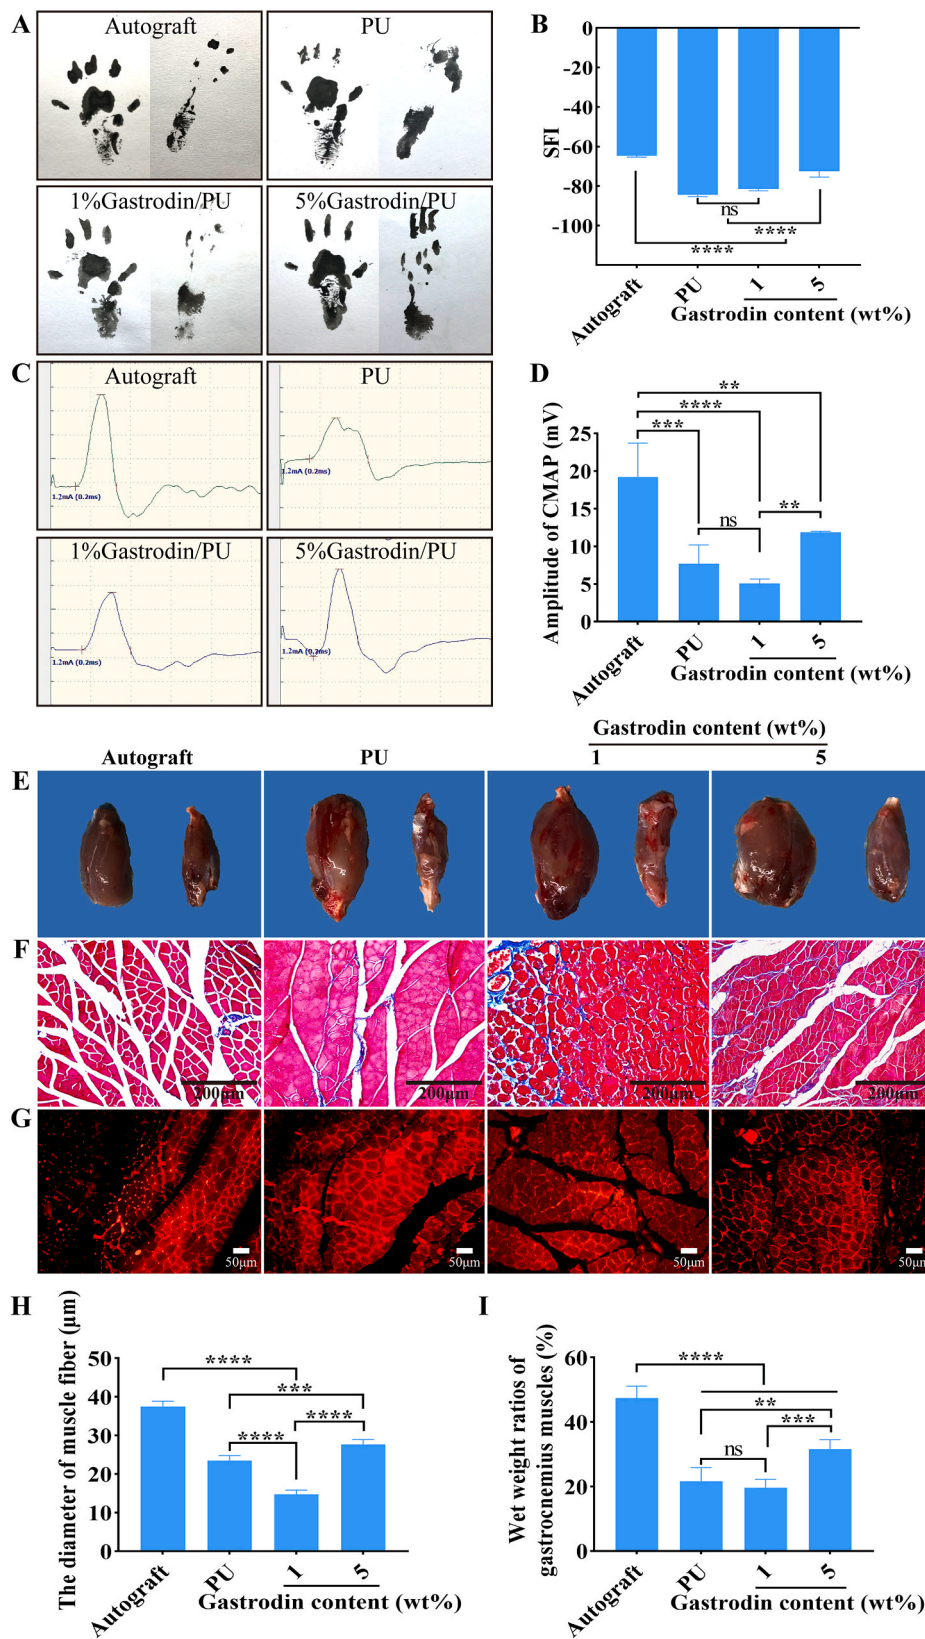 A
Autograft
PU
1%Gastrodin/PU
5%Gastrodin/PU
B
SFI
0
-20
-40
-60
-80
-100
ns
****
****
Autograft
PU
1
5
Gastrodin content (wt%)
C
Autograft
PU
1.2mA (0.2ms)
1.2mA (0.2ms)
1%Gastrodin/PU
5%Gastrodin/PU
1.2mA (0.2ms)
1.2mA (0.2ms)
D
Amplitude of CMAP (mV)
25
20
15
10
5
0
**
****
***
ns
**
Autograft
PU
1
5
Gastrodin content (wt%)
Gastrodin content (wt%)
Autograft
PU
1
5
E
F
200μm
200μm
200μm
200μm
G
50μm
50μm
50μm
50μm
H
The diameter of muscle fiber (μm)
50
40
30
20
10
0
****
***
****
****
Autograft
PU
1
5
Gastrodin content (wt%)
I
Wet weight ratios of
gastrocnemius muscles (%)
60
40
20
0
****
**
***
ns
Autograft
PU
1
5
Gastrodin content (wt%)